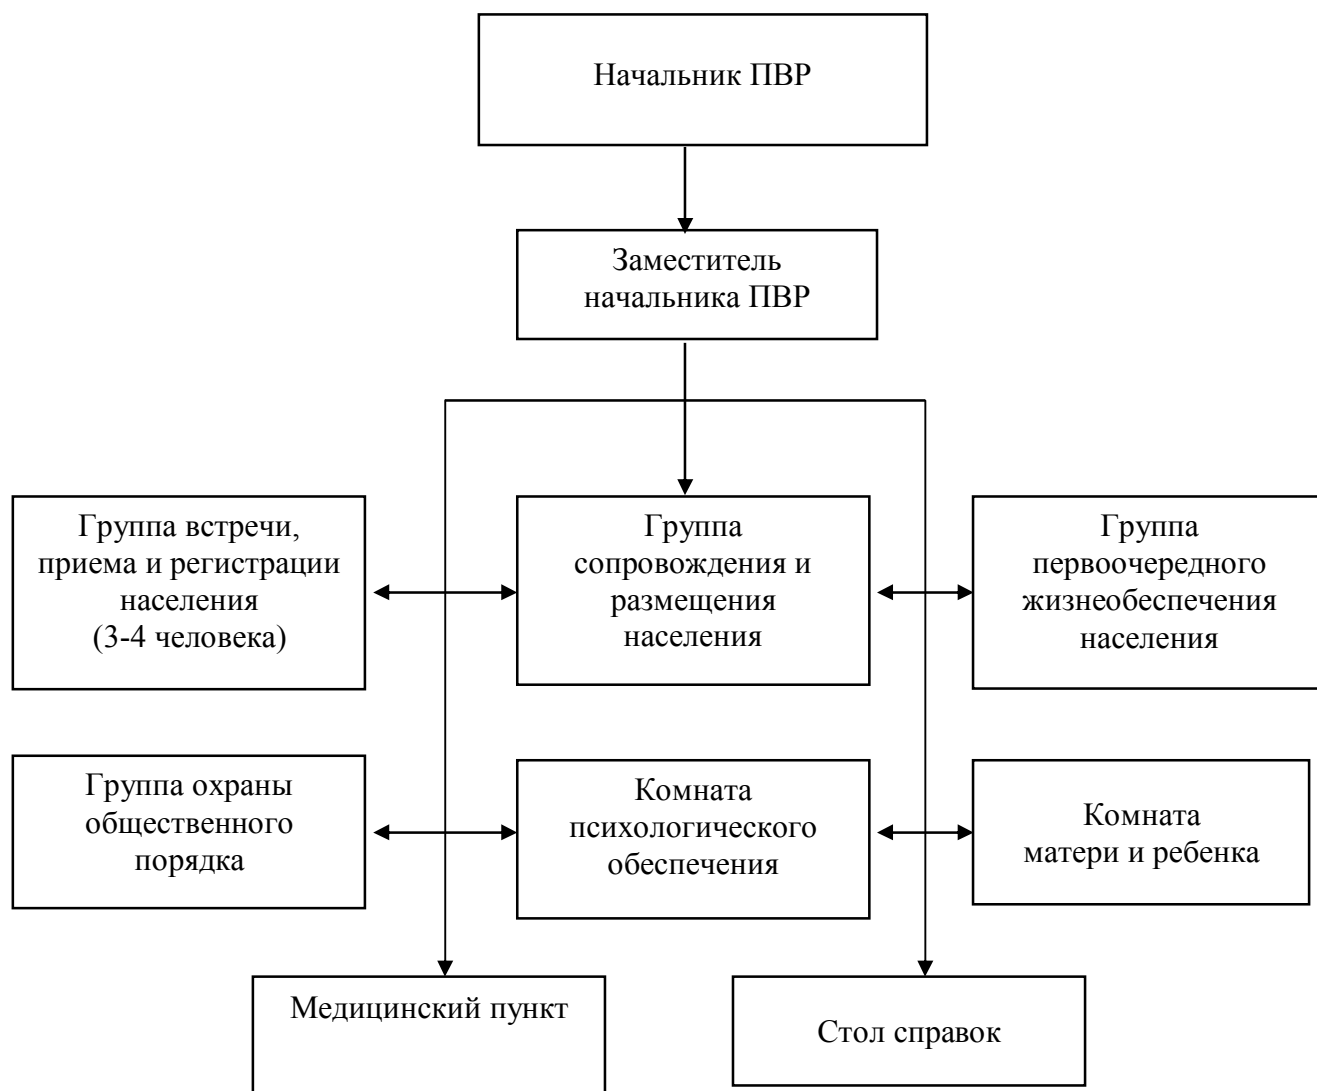 Начальник ПВР
Заместитель
начальника ПВР
Группа встречи,
приема и регистрации
населения
(3-4 человека)
Группа
сопровождения и
размещения
населения
Группа
первоочередного
жизнеобеспечения
населения
Группа охраны
общественного
порядка
Комната
психологического
обеспечения
Комната
матери и ребенка
Медицинский пункт
Стол справок